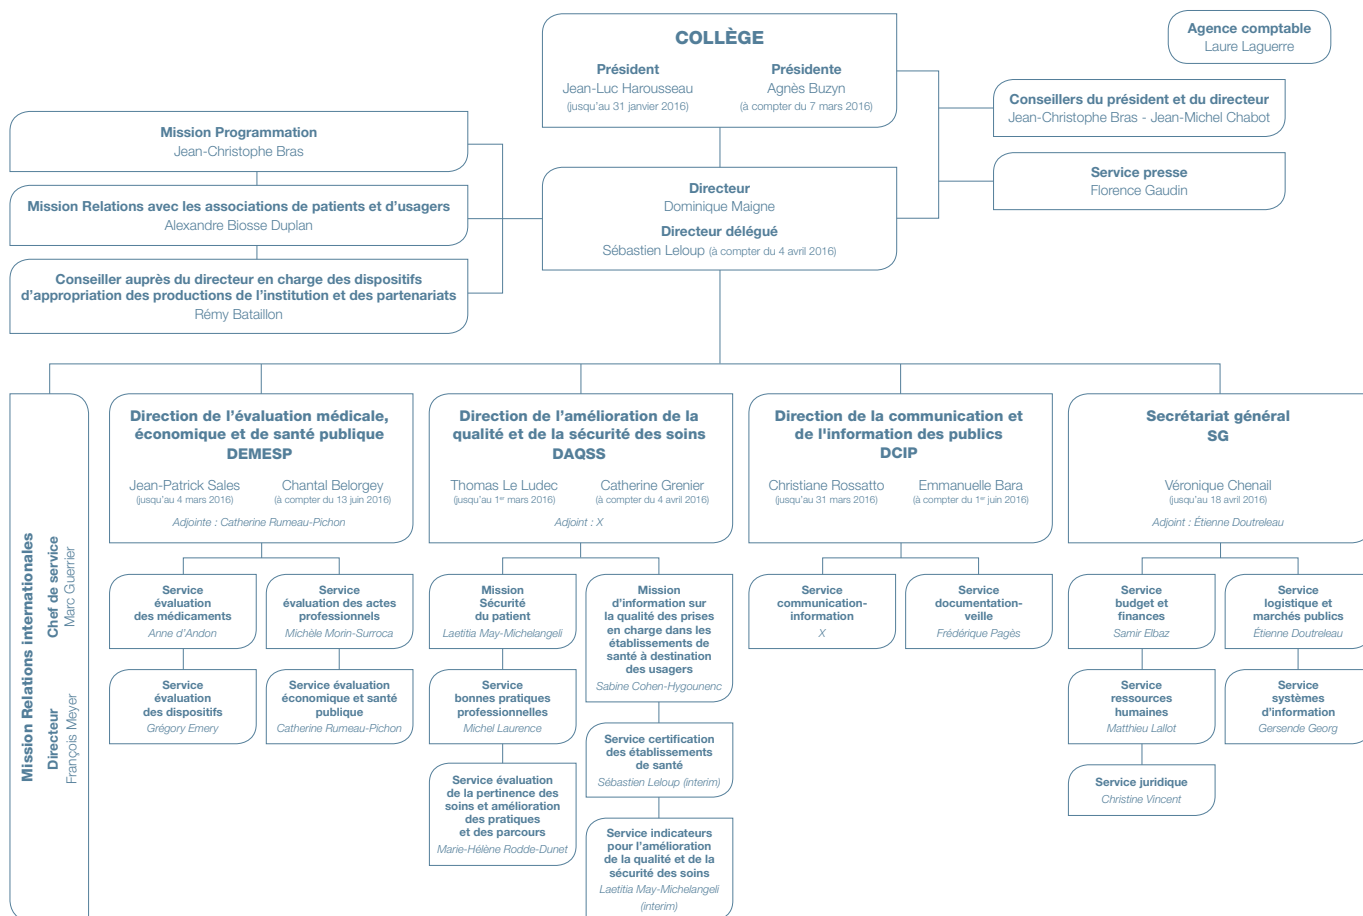 COLLÈGE
Président
Jean-Luc Harousseau
(jusqu'au 31 janvier 2016)
Présidente
Agnès Buzyn
(à compter du 7 mars 2016)
Agence comptable
Laure Laguerre
Conseillers du président et du directeur
Jean-Christophe Bras - Jean-Michel Chabot
Service presse
Florence Gaudin
Mission Programmation
Jean-Christophe Bras
Mission Relations avec les associations de patients et d'usagers
Alexandre Biosse Duplan
Conseiller auprès du directeur en charge des dispositifs
d'appropriation des productions de l'institution et des partenariats
Rémy Bataillon
Directeur
Dominique Maigne
Directeur délégué
Sébastien Leloup (à compter du 4 avril 2016)
Mission Relations internationales
Chef de service
Marc Guerrier
Directeur
François Meyer
Direction de l'évaluation médicale,
économique et de santé publique
DEMESP
Jean-Patrick Sales
(jusqu'au 4 mars 2016)
Chantal Belorgey
(à compter du 13 juin 2016)
Adjointe : Catherine Rumeau-Pichon
Service
évaluation
des médicaments
Anne d'Andon
Service
évaluation des actes
professionnels
Michèle Morin-Surroca
Service
évaluation
des dispositifs
Grégory Emery
Service évaluation
économique et santé
publique
Catherine Rumeau-Pichon
Direction de l'amélioration de la
qualité et de la sécurité des soins
DAQSS
Thomas Le Ludec
(jusqu'au 1er mars 2016)
Catherine Grenier
(à compter du 4 avril 2016)
Adjoint : X
Mission
Sécurité
du patient
Laetitia May-Michelangeli
Service
bonnes pratiques
professionnelles
Michel Laurence
Service évaluation
de la pertinence des
soins et amélioration
des pratiques
et des parcours
Marie-Hélène Rodde-Dunet
Mission
d'information sur
la qualité des prises
en charge dans les
établissements de
santé à destination
des usagers
Sabine Cohen-Hygounenc
Service certification
des établissements
de santé
Sébastien Leloup (interim)
Service indicateurs
pour l'amélioration
de la qualité et de la
sécurité des soins
Laetitia May-Michelangeli
(interim)
Direction de la communication et
de l'information des publics
DCIP
Christiane Rossatto
(jusqu'au 31 mars 2016)
Emmanuelle Bara
(à compter du 1er juin 2016)
Service
communication-
information
X
Service
documentation-
veille
Frédérique Pagès
Secrétariat général
SG
Véronique Chenail
(jusqu'au 18 avril 2016)
Adjoint : Étienne Doutreleau
Service
budget et
finances
Samir Elbaz
Service
logistique et
marchés publics
Étienne Doutreleau
Service
ressources
humaines
Matthieu Lallot
Service
systèmes
d'information
Gersende Georg
Service juridique
Christine Vincent